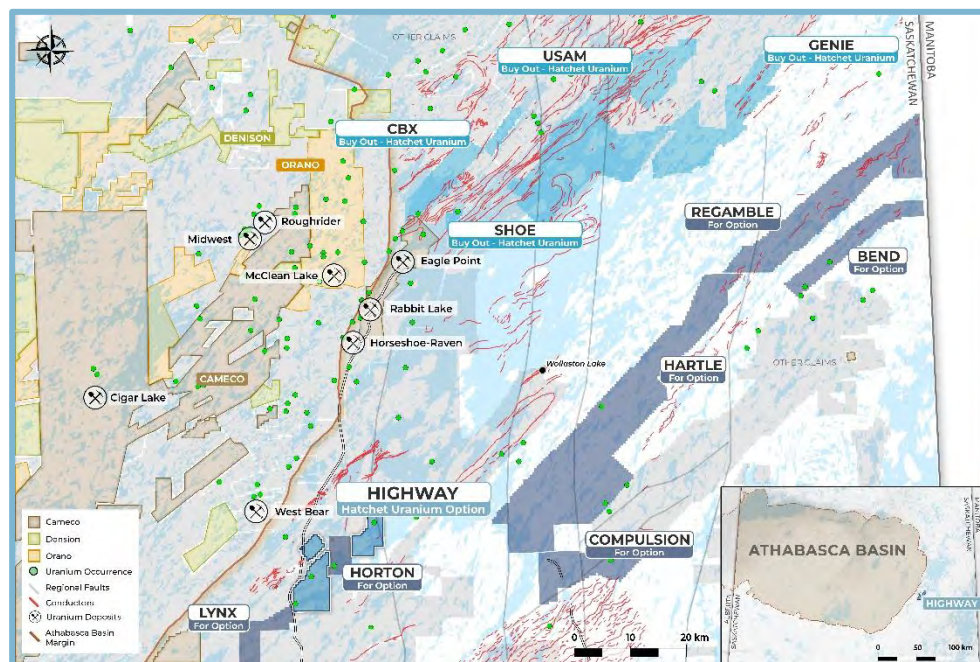 OTHER CLAIMS
USAM
Buy Out - Hatchet Uranium
GENIE
Buy Out - Hatchet Uranium
SASKATCHEWAN
MANITOBA
DENISON
CBX
Buy Out - Hatchet Uranium
ORANO
Roughrider
Midwest
McClean Lake
SHOE
Buy Out - Hatchet Uranium
Eagle Point
REGAMBLE
For Option
BEND
For Option
Rabbit Lake
Horseshoe-Raven
Wollaston Lake
HARTLE
For Option
OTHER CLAIMS
CAMECO
Cigar Lake
HIGHWAY
Hatchet Uranium Option
West Bear
COMPULSION
For Option
HORTON
For Option
LYNX
For Option
Cameco
Denison
Orano
Uranium Occurrence
Regional Faults
Conductors
Uranium Deposits
Athabasca Basin
Margin
0 10 20 km
ATHABASCA BASIN
SASKATCHEWAN
MANITOBA
HIGHWAY
ALBERTA
SASKATCHEWAN
0 50 100 km